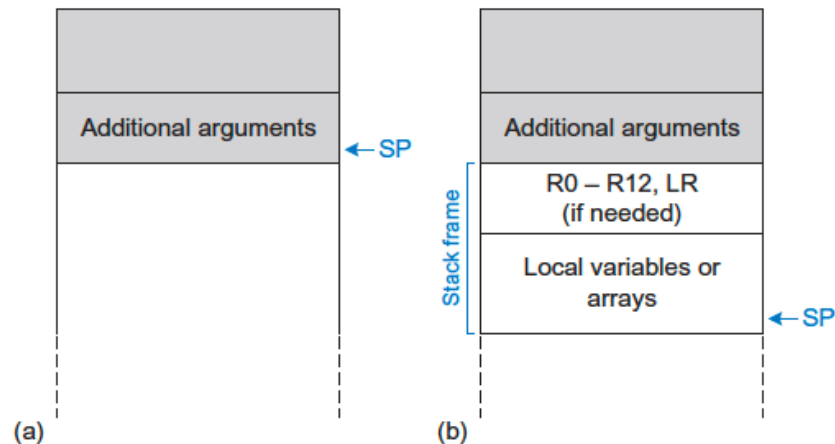 Additional arguments
SP
(a)
Additional arguments
R0 – R12, LR
(if needed)
Stack frame
Local variables or
arrays
SP
(b)